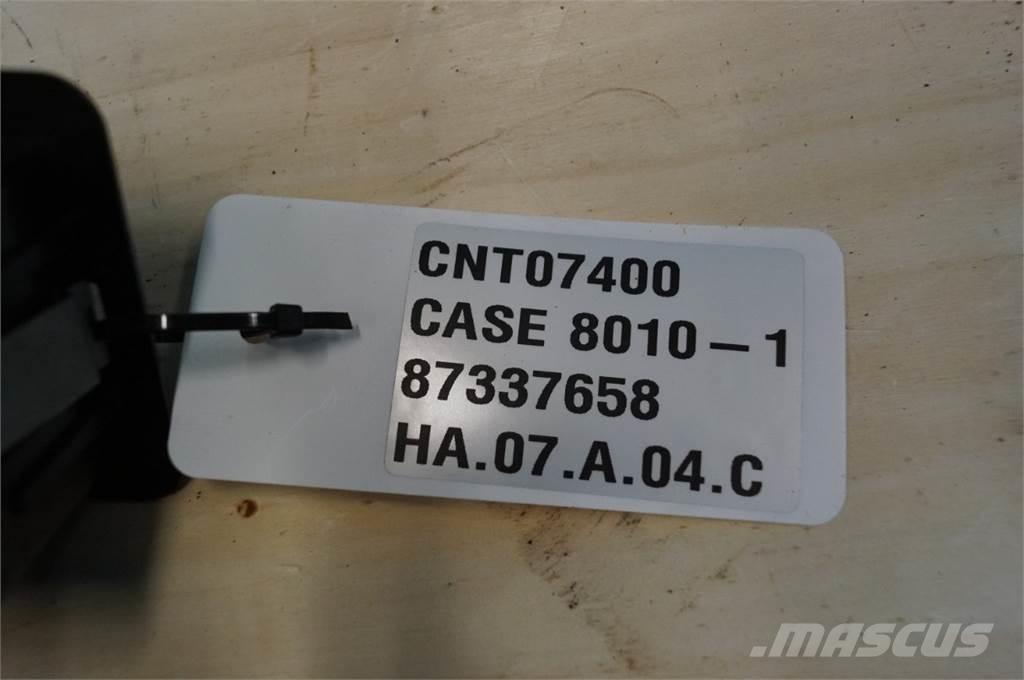 CNT07400
CASE 8010-1
87337658
HA.07.A.04.C
MASCUS